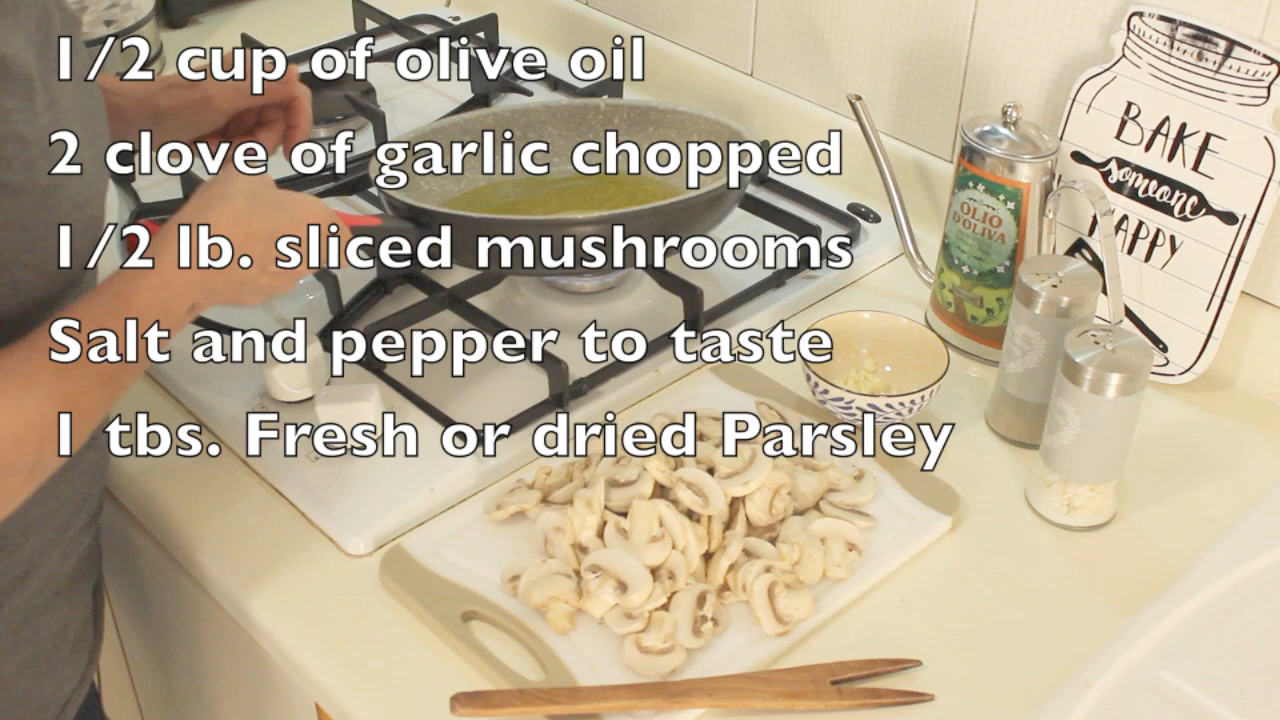 1/2 cup of olive oil
2 clove of garlic chopped
1/2 lb. sliced mushrooms
Salt and pepper to taste
1 tbs. Fresh or dried Parsley
OLIO
D'OLIVA
BAKE
someone
HAPPY